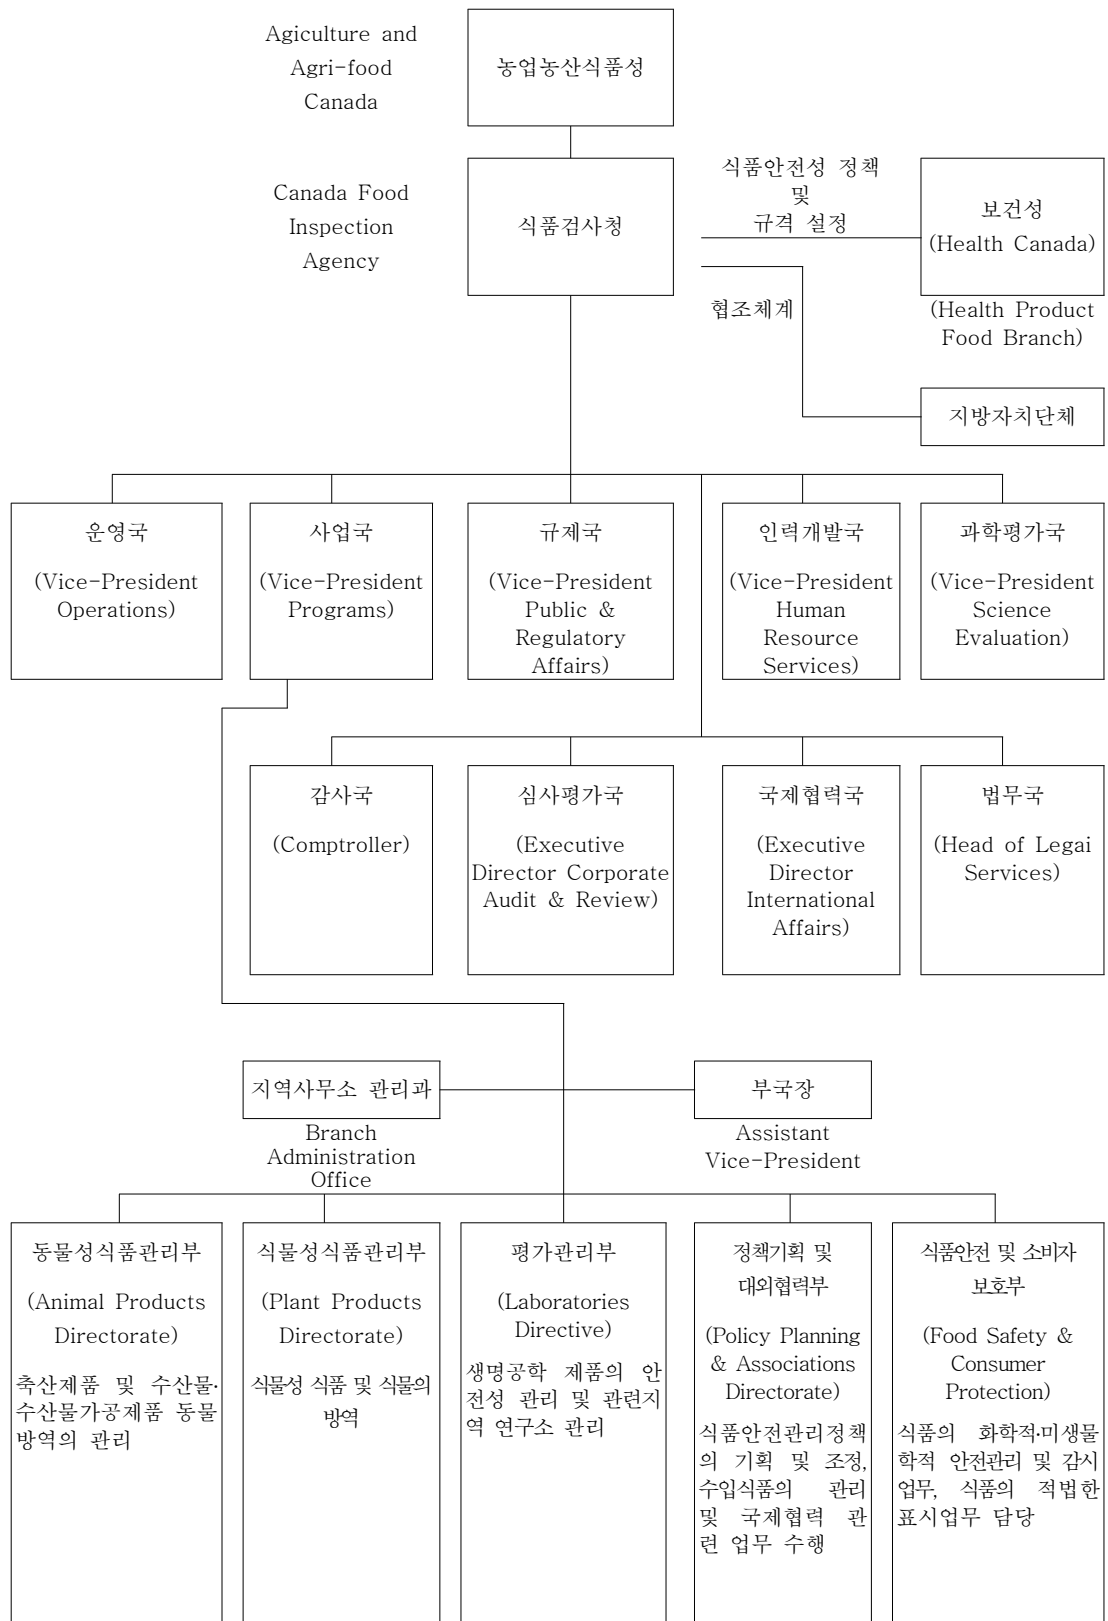 Agiculture and
Agri-food
Canada
농업농산식품성
Canada Food
Inspection
Agency
식품검사청
식품안전성 정책
및
규격 설정
보건성
(Health Canada)
(Health Product
Food Branch)
협조체계
지방자치단체
운영국
(Vice-President
Operations)
사업국
(Vice-President
Programs)
규제국
(Vice-President
Public &
Regulatory
Affairs)
인력개발국
(Vice-President
Human
Resource
Services)
과학평가국
(Vice-President
Science
Evaluation)
감사국
(Comptroller)
심사평가국
(Executive
Director Corporate
Audit & Review)
국제협력국
(Executive
Director
International
Affairs)
법무국
(Head of Legai
Services)
지역사무소 관리과
Branch
Administration
Office
부국장
Assistant
Vice-President
동물성식품관리부
(Animal Products
Directorate)
축산제품 및 수산물·
수산물가공제품 동물
방역의 관리
식물성식품관리부
(Plant Products
Directorate)
식물성 식품 및 식물의
방역
평가관리부
(Laboratories
Directive)
생명공학 제품의 안
전성 관리 및 관련지
역 연구소 관리
정책기획 및
대외협력부
(Policy Planning
& Associations
Directorate)
식품안전관리정책
의 기획 및 조정,
수입식품의 관리
및 국제협력 관
련 업무 수행
식품안전 및 소비자
보호부
(Food Safety &
Consumer
Protection)
식품의 화학적·미생물
학적 안전관리 및 감시
업무, 식품의 적법한
표시업무 담당